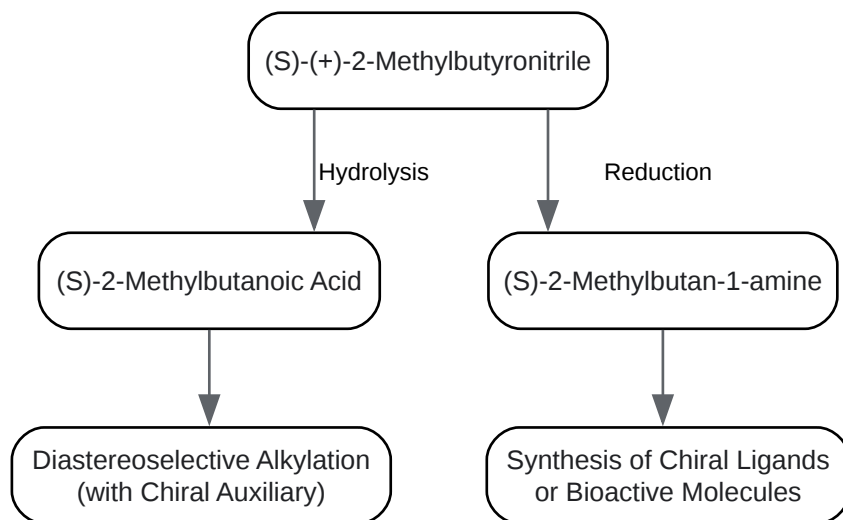 (S)-(+)-2-Methylbutyronitrile
Hydrolysis
Reduction
(S)-2-Methylbutanoic Acid
(S)-2-Methylbutan-1-amine
Diastereoselective Alkylation
(with Chiral Auxiliary)
Synthesis of Chiral Ligands
or Bioactive Molecules